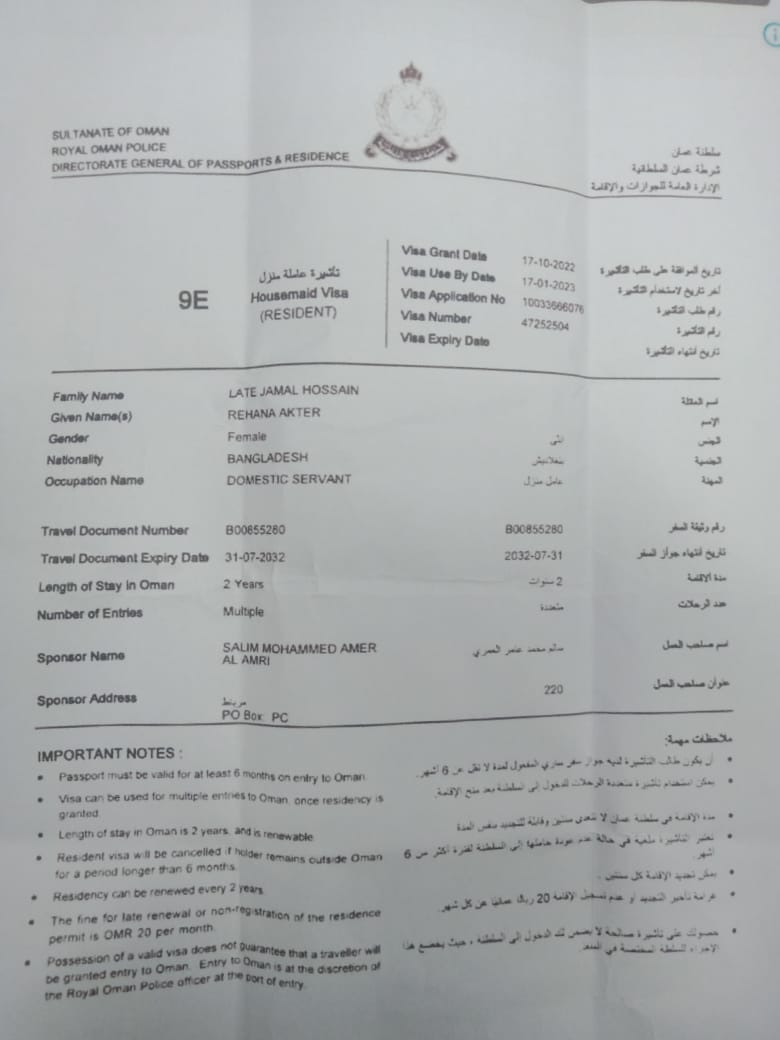 SULTANATE OF OMAN
ROYAL OMAN POLICE
DIRECTORATE GENERAL OF PASSPORTS & RESIDENCE
سلطنة عمان
شرطة عمان السلطانية
الإدارة العامة للجوازات والإقامة
9E
تأشيرة عاملة منزل
Housemaid Visa
(RESIDENT)
Visa Grant Date 17-10-2022 تاريخ الموافقة على طلب التأشيرة
Visa Use By Date 17-01-2023 آخر تاريخ لاستخدام التأشيرة
Visa Application No 10033666076 رقم طلب التأشيرة
Visa Number 47252504 رقم التأشيرة
Visa Expiry Date تاريخ انتهاء التأشيرة
Family Name LATE JAMAL HOSSAIN اسم العائلة
Given Name(s) REHANA AKTER الإسم
Gender Female أنثى الجنس
Nationality BANGLADESH بنغلاديش الجنسية
Occupation Name DOMESTIC SERVANT عامل منزل المهنة
Travel Document Number B00855280 B00855280 رقم وثيقة السفر
Travel Document Expiry Date 31-07-2032 2032-07-31 تاريخ انتهاء جواز السفر
Length of Stay in Oman 2 Years 2 سنوات مدة الاقامة
Number of Entries Multiple متعددة عدد الرحلات
Sponsor Name SALIM MOHAMMED AMER AL AMRI سالم محمد عامر العمري اسم صاحب العمل
Sponsor Address مرباط 220 عنوان صاحب العمل
PO Box PC
IMPORTANT NOTES :
• Passport must be valid for at least 6 months on entry to Oman.
• Visa can be used for multiple entries to Oman, once residency is
granted.
• Length of stay in Oman is 2 years, and is renewable.
• Resident visa will be cancelled if holder remains outside Oman
for a period longer than 6 months.
• Residency can be renewed every 2 years.
• The fine for late renewal or non-registration of the residence
permit is OMR 20 per month.
• Possession of a valid visa does not guarantee that a traveller will
be granted entry to Oman. Entry to Oman is at the discretion of
the Royal Oman Police officer at the port of entry.
ملاحظات مهمة:
• أن يكون طالب التأشيرة لديه جواز سفر ساري المفعول لمدة لا تقل عن 6 أشهر.
• يمكن استخدام تأشيرة متعددة الرحلات للدخول إلى السلطنة بعد منح الإقامة.
• مدة الإقامة في سلطنة عمان لا تتعدى سنتين وقابلة للتجديد بنفس المدة
• تعتبر التأشيرة ملغية في حالة عدم عودة حاملها إلى السلطنة لفترة أكثر من 6
أشهر.
• يمكن تجديد الإقامة كل سنتين.
• غرامة تأخير التجديد أو عدم تسجيل الإقامة 20 ريالا عمانيا عن كل شهر.
• حصولك على تأشيرة صالحة لا يضمن لك الدخول إلى السلطنة ، حيث يخضع هذا
الإجراء للسلطة المختصة في المنفذ.